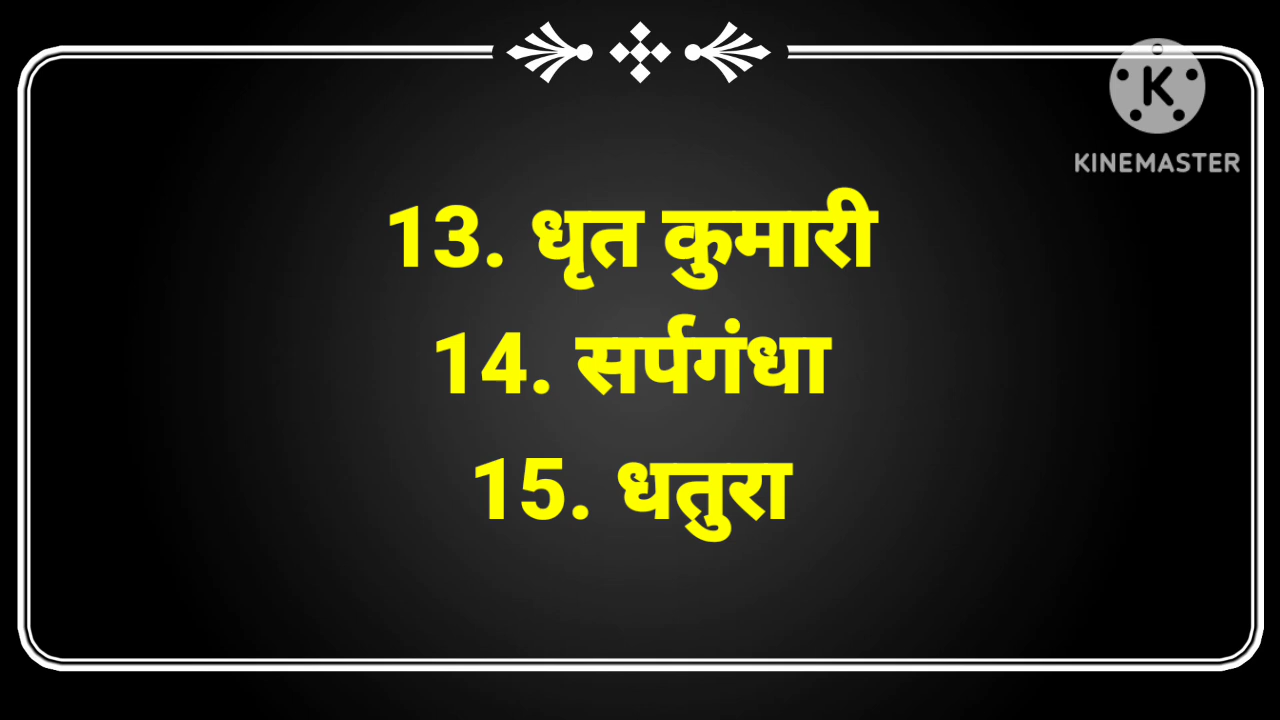 K
KINEMASTER
13. धृत कुमारी
14. सर्पगंधा
15. धतुरा